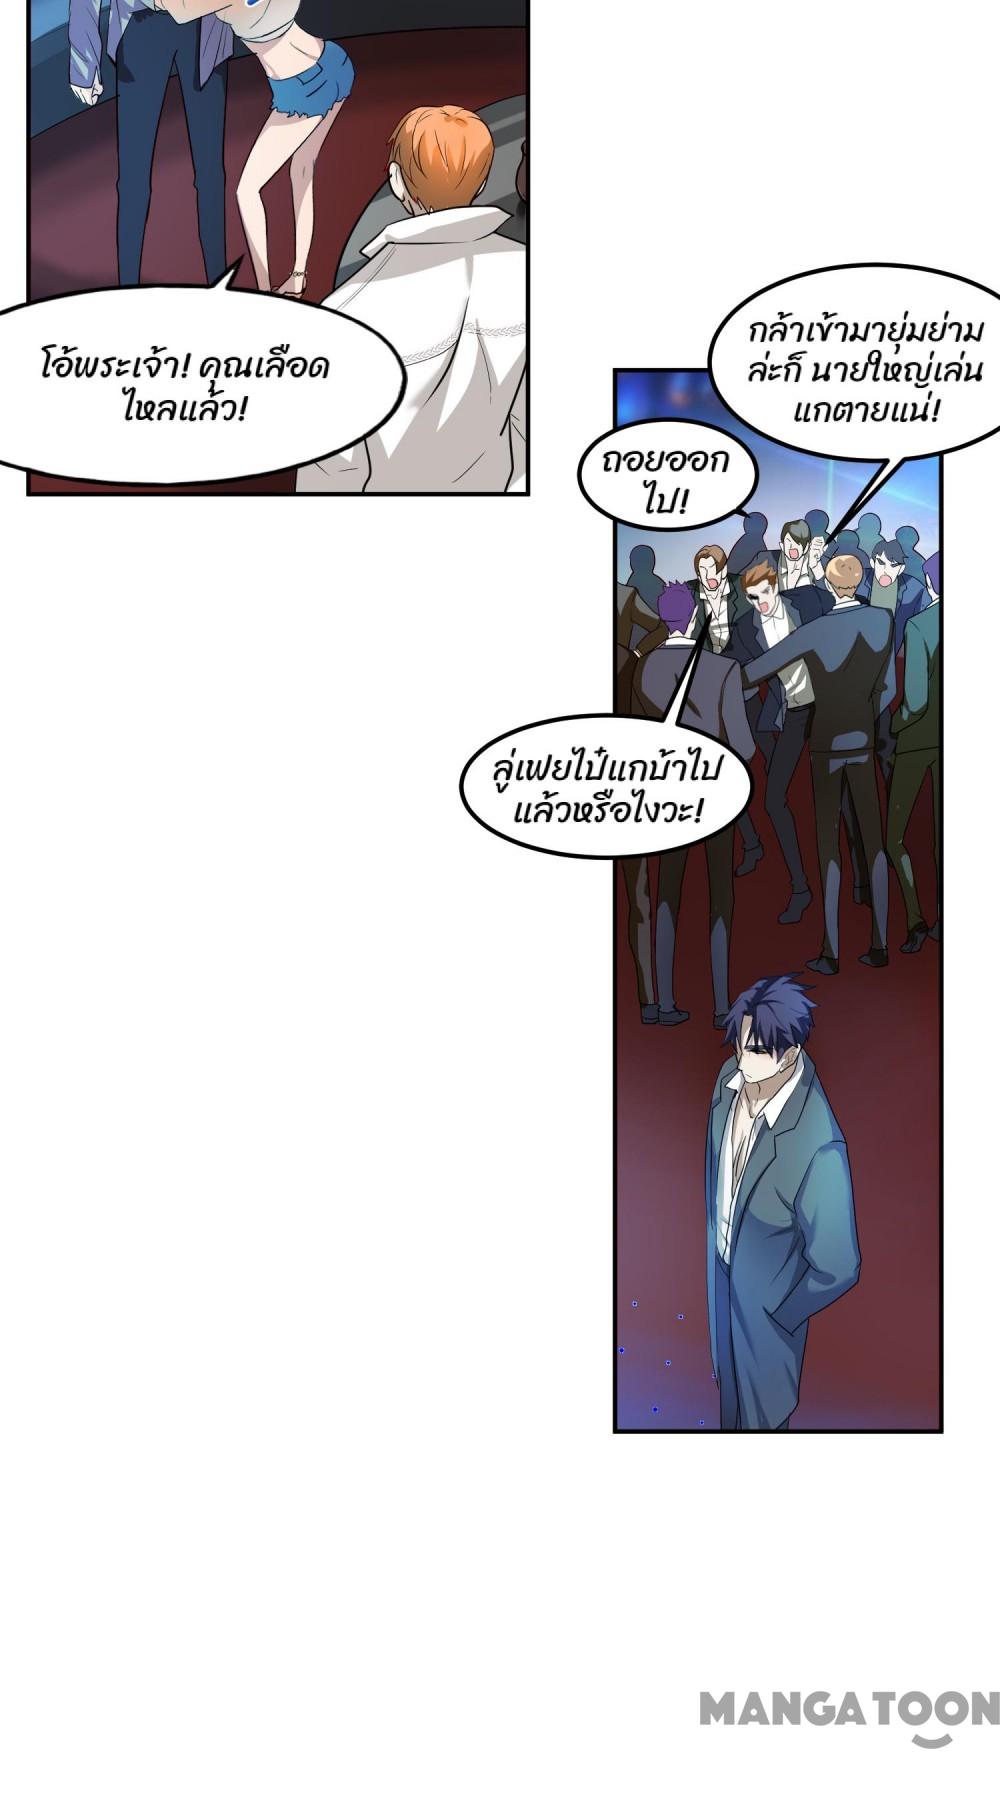 โอ้พระเจ้า! คุณเลือด
ไหลแล้ว!
กล้าเข้ามายุ่มย่าม
ล่ะก็ นายใหญ่เล่น
แกตายแน่!
ถอยออก
ไป!
ลู่เฟยไป๋แกบ้าไป
แล้วหรือไงวะ!
MANGATOON